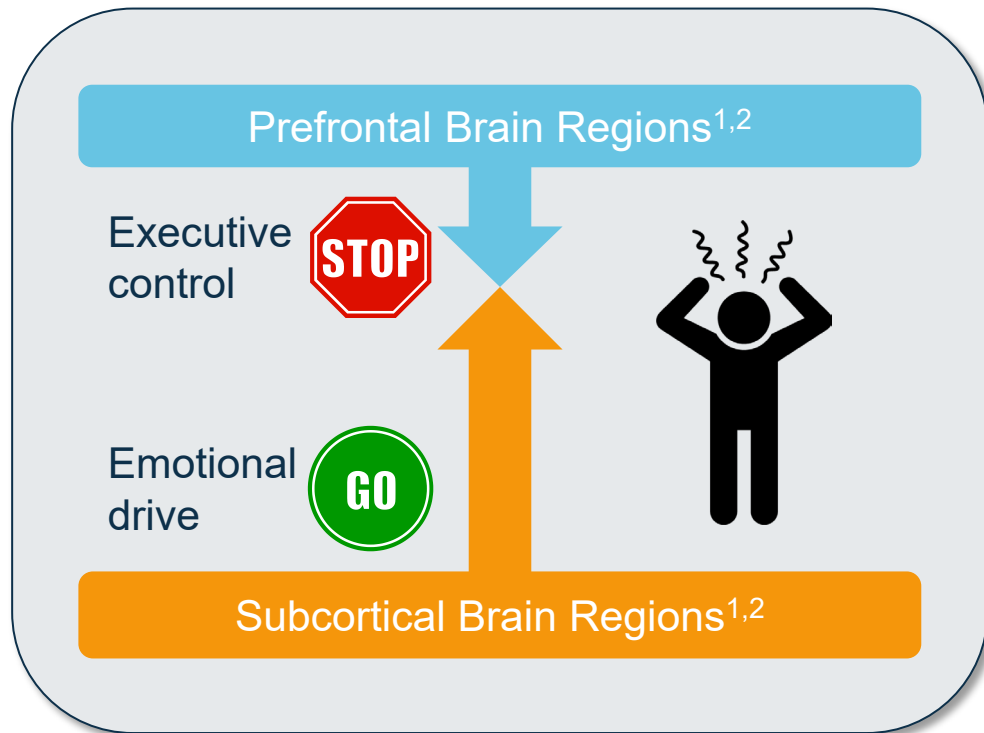 Prefrontal Brain Regions1,2
Executive
control
STOP
Emotional
drive
GO
Subcortical Brain Regions1,2